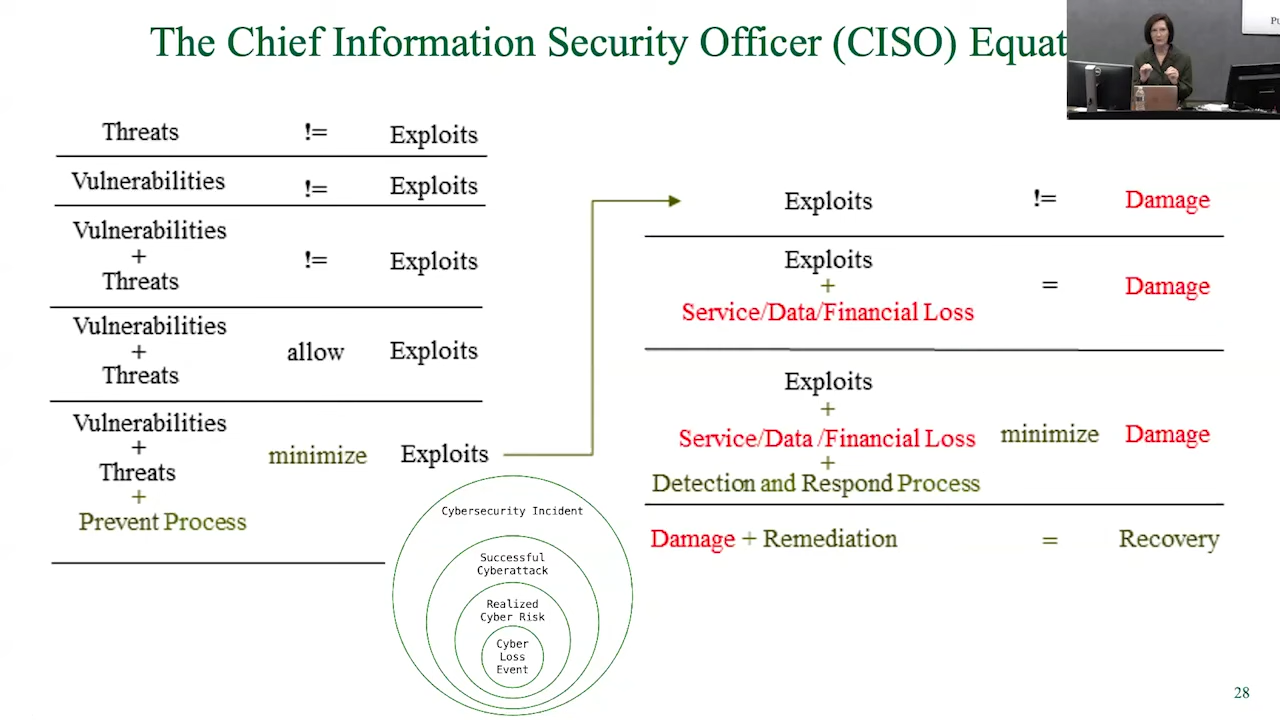 The Chief Information Security Officer (CISO) Equat
Threats != Exploits
Vulnerabilities != Exploits
Vulnerabilities
+
Threats
!= Exploits
Vulnerabilities
+
Threats
allow Exploits
Vulnerabilities
+
Threats
+
Prevent Process
minimize Exploits
Cybersecurity Incident
Successful
Cyberattack
Realized
Cyber Risk
Cyber
Loss
Event
Exploits != Damage
Exploits
+
Service/Data/Financial Loss
= Damage
Exploits
+
Service/Data /Financial Loss
+
Detection and Respond Process
minimize Damage
Damage + Remediation = Recovery
28